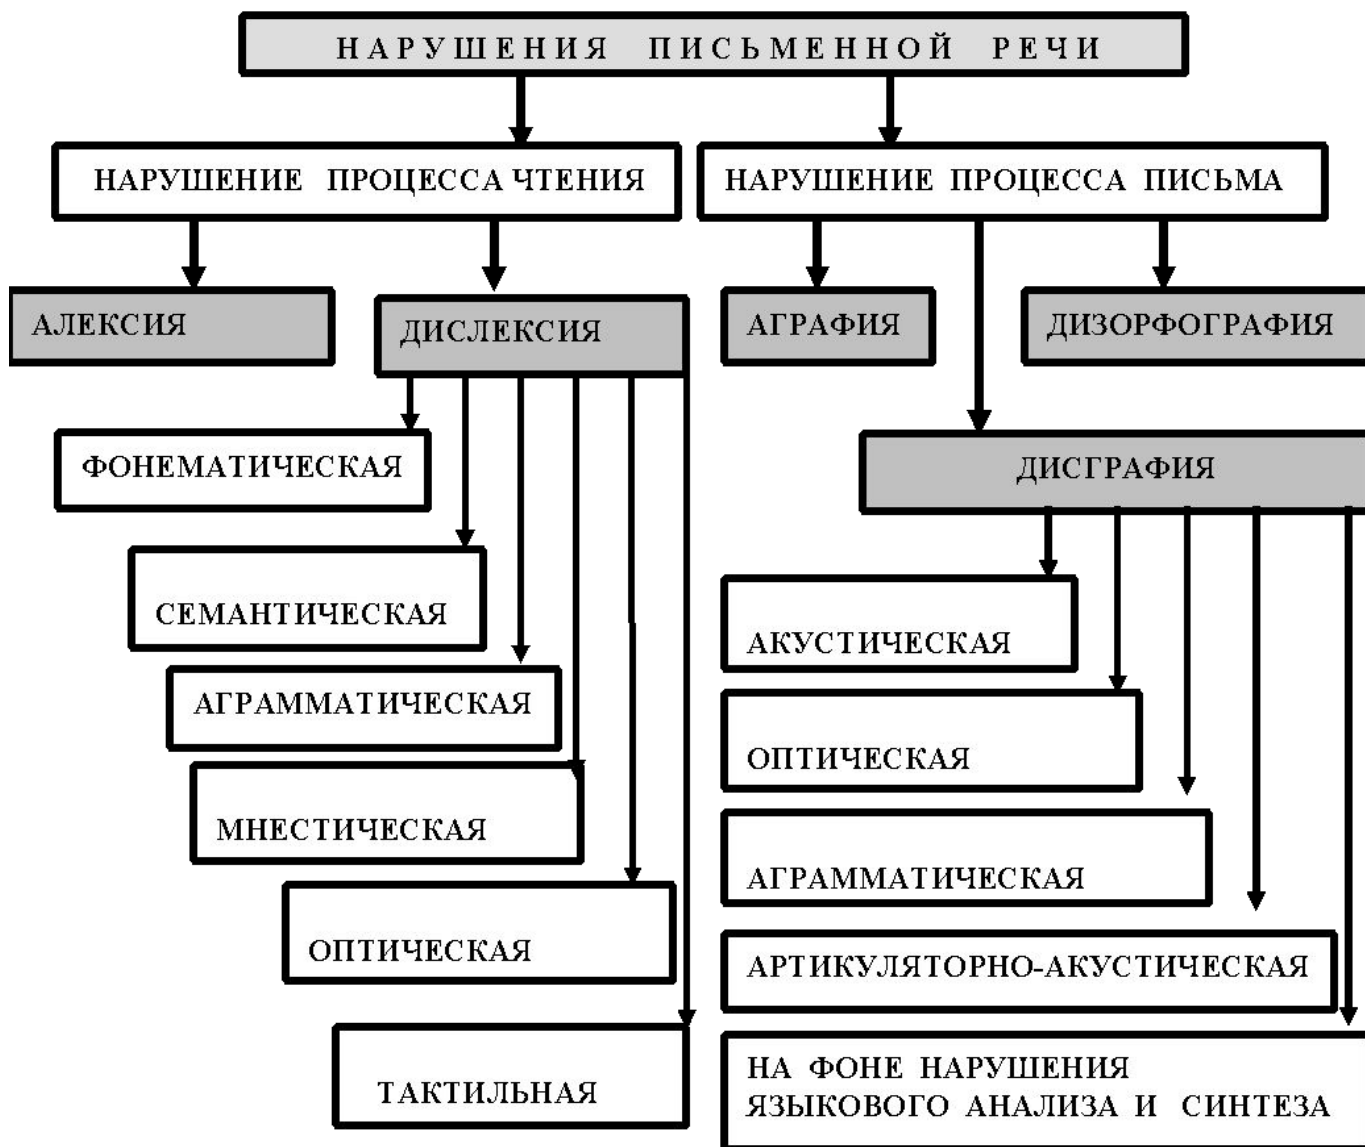 НАРУШЕНИЯ ПИСЬМЕННОЙ РЕЧИ
НАРУШЕНИЕ ПРОЦЕССА ЧТЕНИЯ
НАРУШЕНИЕ ПРОЦЕССА ПИСЬМА
АЛЕКСИЯ
ДИСЛЕКСИЯ
АГРАФИЯ
ДИЗОРФОГРАФИЯ
ФОНЕМАТИЧЕСКАЯ
СЕМАНТИЧЕСКАЯ
АГРАММАТИЧЕСКАЯ
МНЕСТИЧЕСКАЯ
ОПТИЧЕСКАЯ
ТАКТИЛЬНАЯ
ДИСГРАФИЯ
АКУСТИЧЕСКАЯ
ОПТИЧЕСКАЯ
АГРАММАТИЧЕСКАЯ
АРТИКУЛЯТОРНО-АКУСТИЧЕСКАЯ
НА ФОНЕ НАРУШЕНИЯ
ЯЗЫКОВОГО АНАЛИЗА И СИНТЕЗА